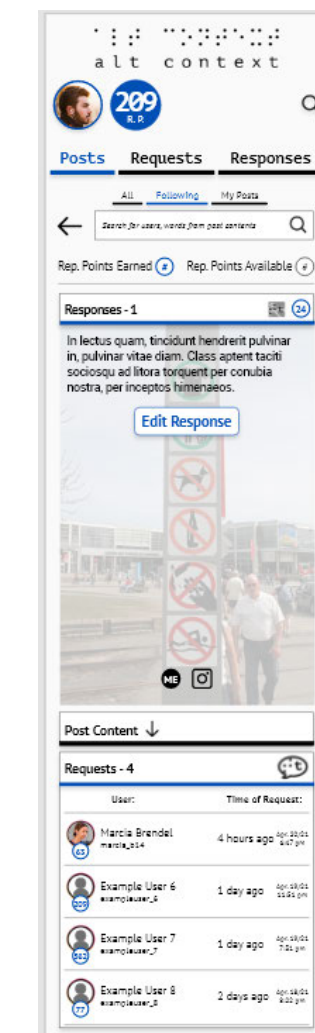 ⠁⠇⠞ ⠉⠕⠝⠞⠑⠭⠞
alt context
209
R.P.
Posts Requests Responses
All Following My Posts
Search for users, words from post contents
Rep. Points Earned # Rep. Points Available #
Responses - 1 24
In lectus quam, tincidunt hendrerit pulvinar
in, pulvinar vitae diam. Class aptent taciti
sociosqu ad litora torquent per conubia
nostra, per inceptos himenaeos.
Edit Response
ME
Post Content ↓
Requests - 4
User: Time of Request:
Marcia Brendel
marcia_b14
63
4 hours ago
Example User 6
exampleuser_6
209
1 day ago
Example User 7
exampleuser_7
562
1 day ago
Example User 8
exampleuser_8
77
2 days ago